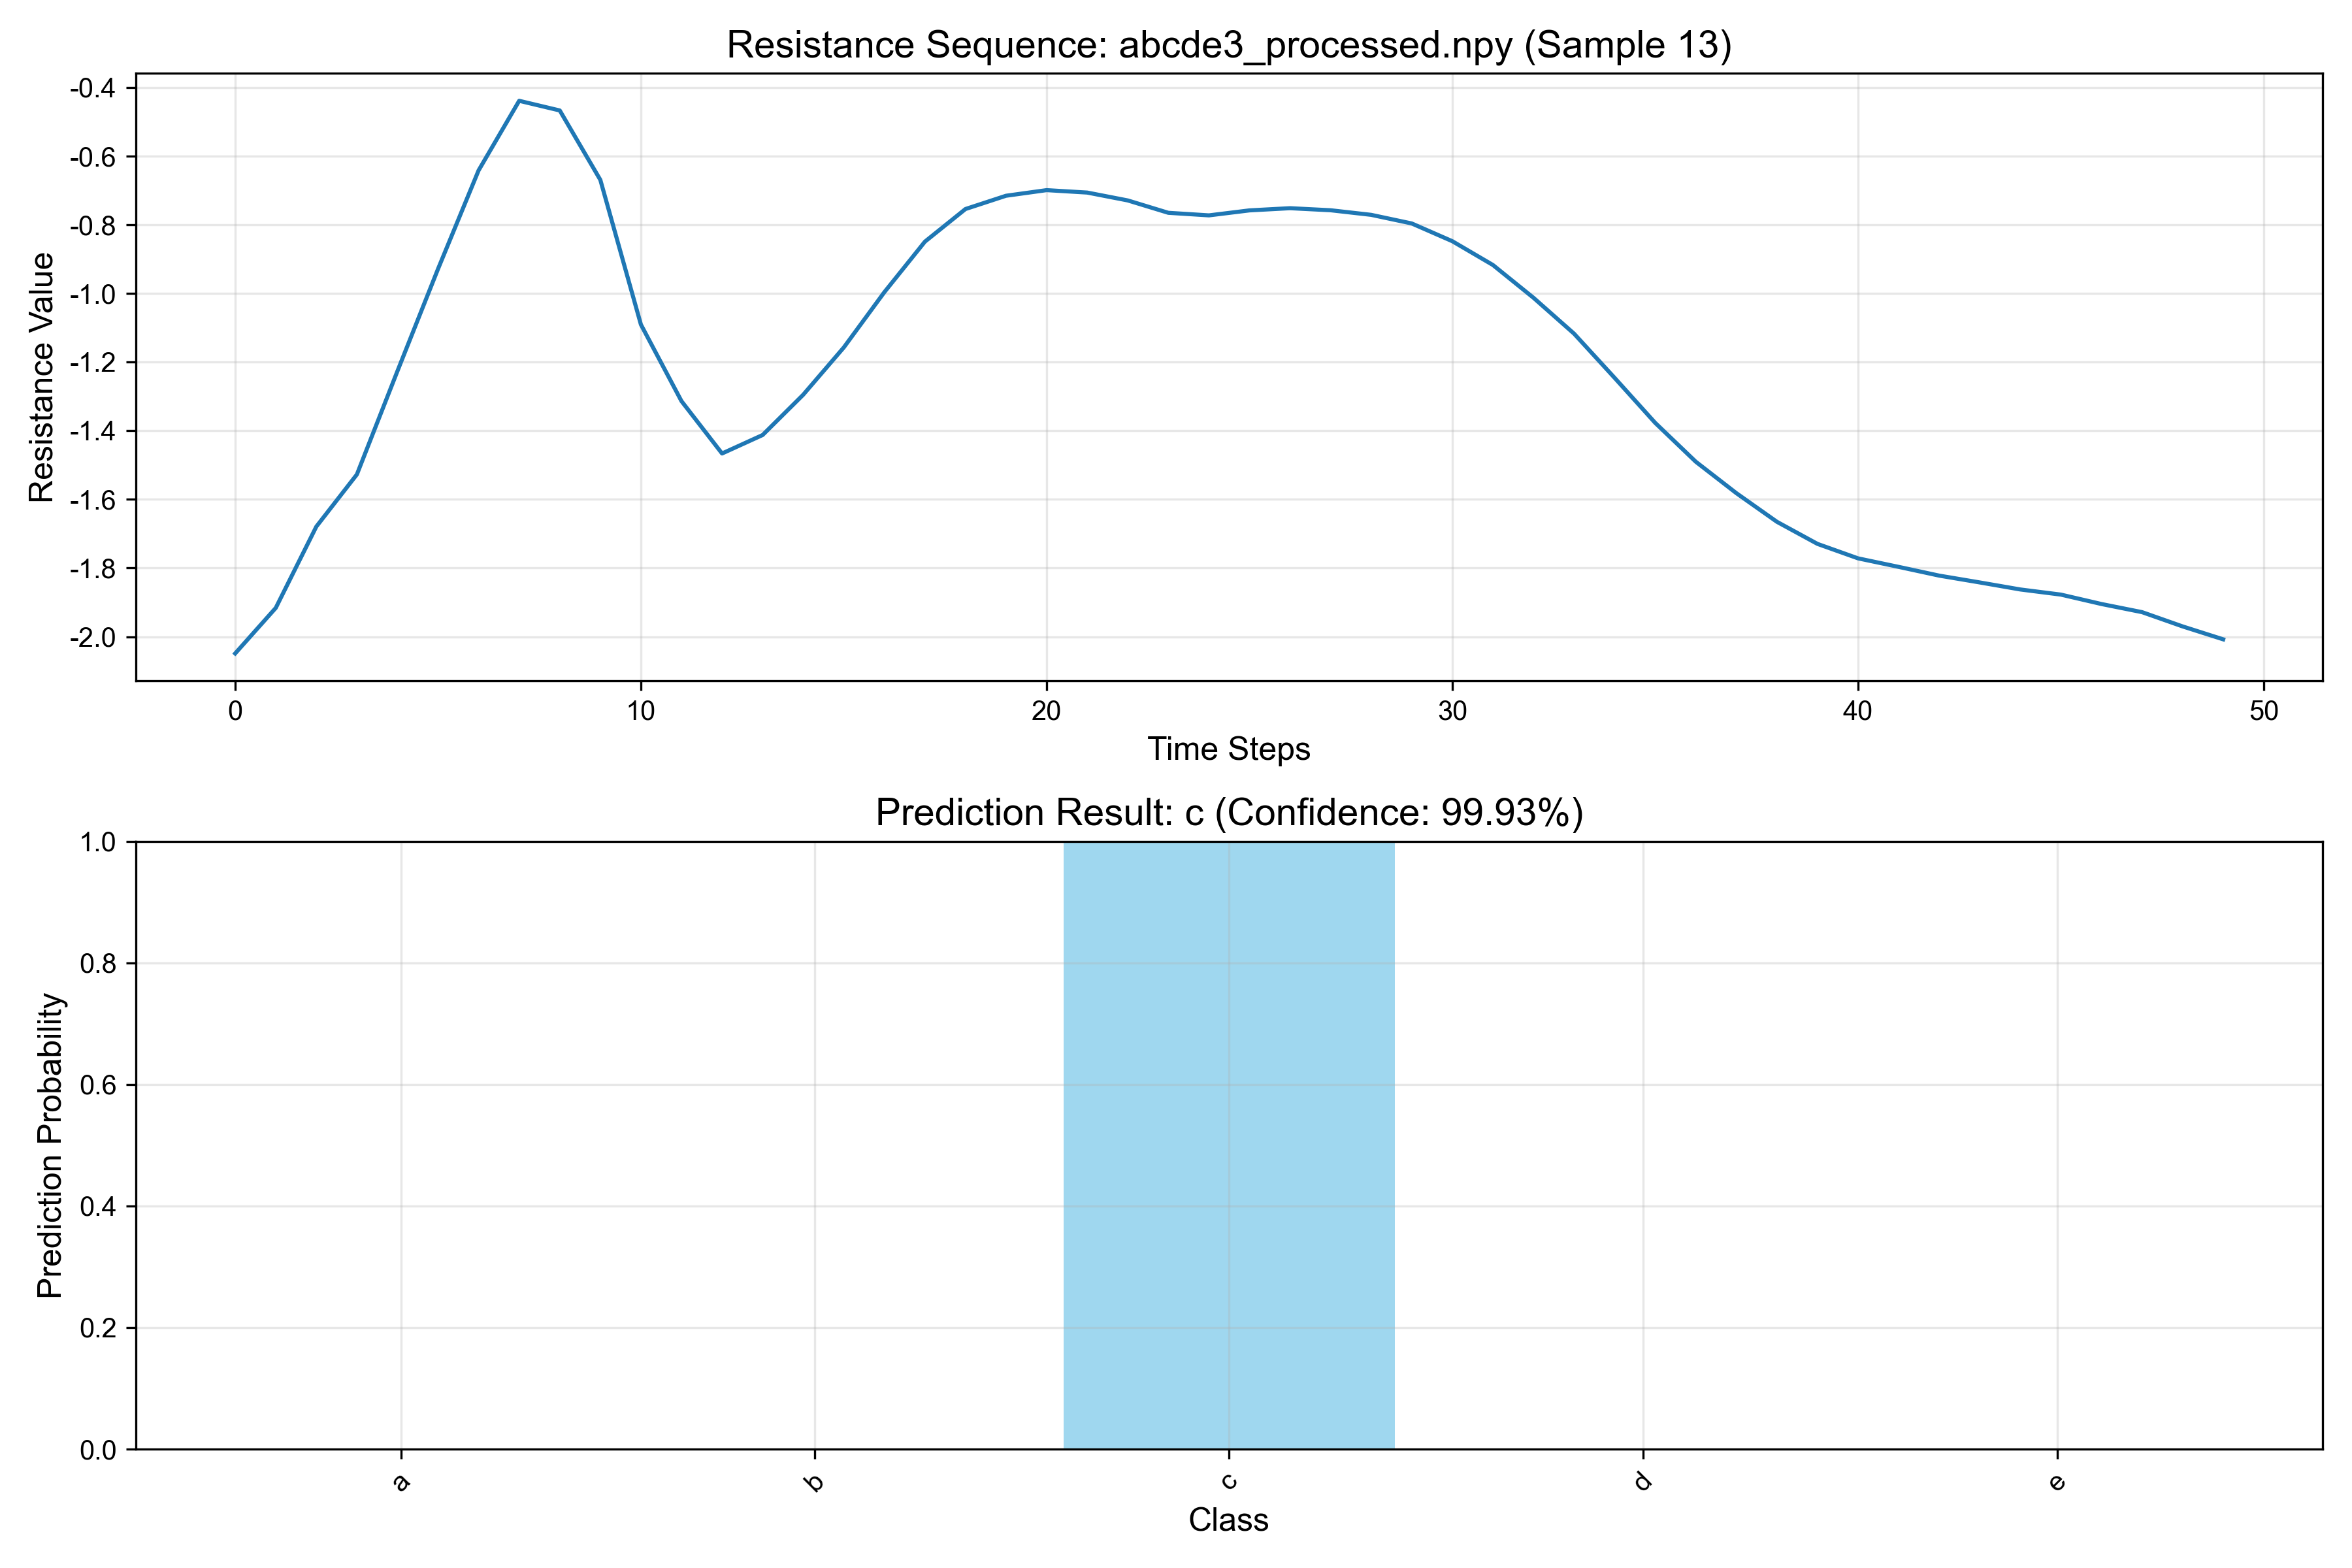 Resistance Sequence: abcde3_processed.npy (Sample 13)
Resistance Value
-0.4
-0.6
-0.8
-1.0
-1.2
-1.4
-1.6
-1.8
-2.0
0 10 20 30 40 50
Time Steps
Prediction Result: c (Confidence: 99.93%)
Prediction Probability
1.0
0.8
0.6
0.4
0.2
0.0
a b c d e
Class